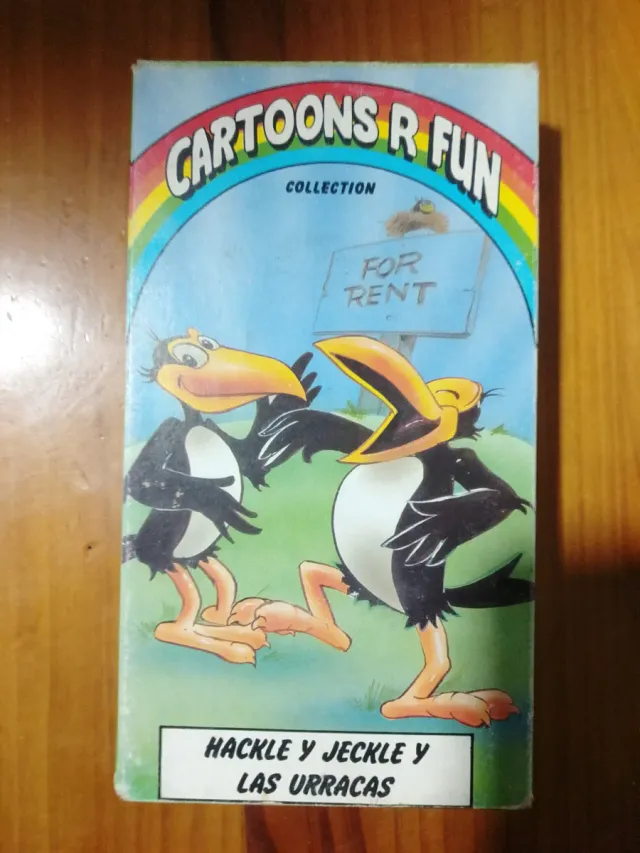 CARTOONS R FUN
COLLECTION
FOR
RENT
HACKLE Y JECKLE Y
LAS URRACAS